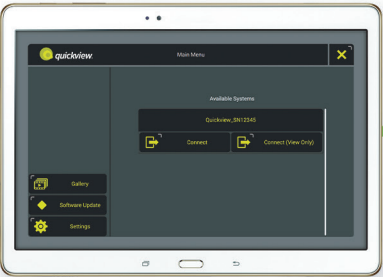 quickview.
Main Menu
Available Systems
Quickview_SN12345
Connect
Connect (View Only)
Gallery
Software Update
Settings